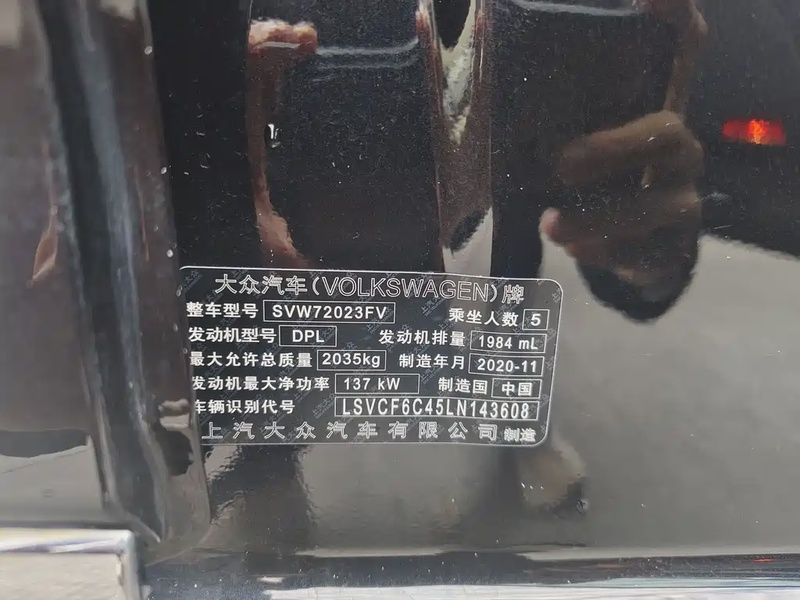 大众汽车(VOLKSWAGEN)牌
整车型号 SVW72023FV 乘坐人数 5
发动机型号 DPL 发动机排量 1984 mL
最大允许总质量 2035kg 制造年月 2020-11
发动机最大净功率 137 kW 制造国 中国
车辆识别代号 LSVCF6C45LN143608
上汽大众汽车有限公司 制造